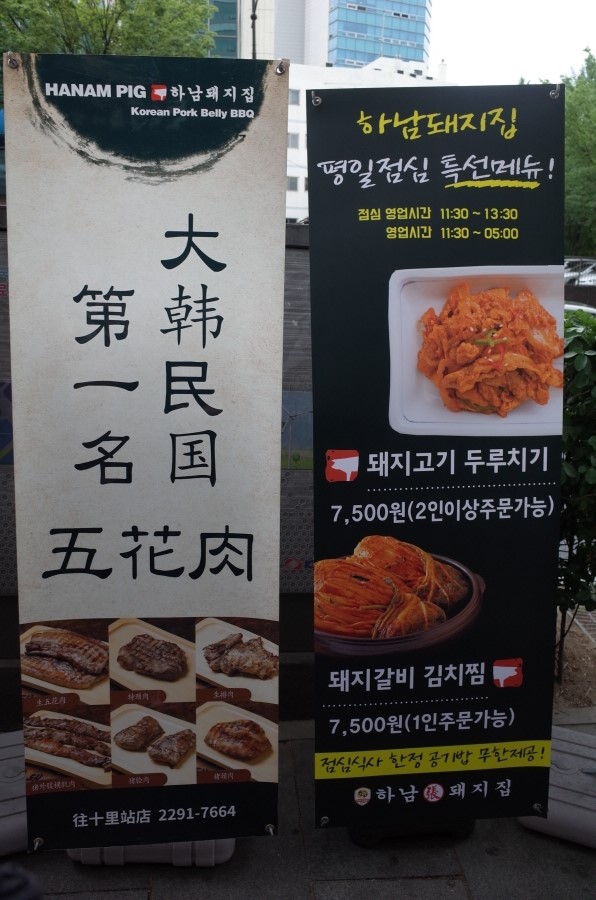 HANAM PIG 하남돼지집
Korean Pork Belly BBQ
大韩民国
第一名
五花肉
生五花肉
往十里站店 2291-7664
하남돼지집
평일점심 특선메뉴!
점심 영업시간 11:30 ~ 13:30
영업시간 11:30 ~ 05:00
돼지고기 두루치기
7,500원(2인이상주문가능)
돼지갈비 김치찜
7,500원(1인주문가능)
점심식사 한정 공기밥 무한제공!
하남 張 돼지집